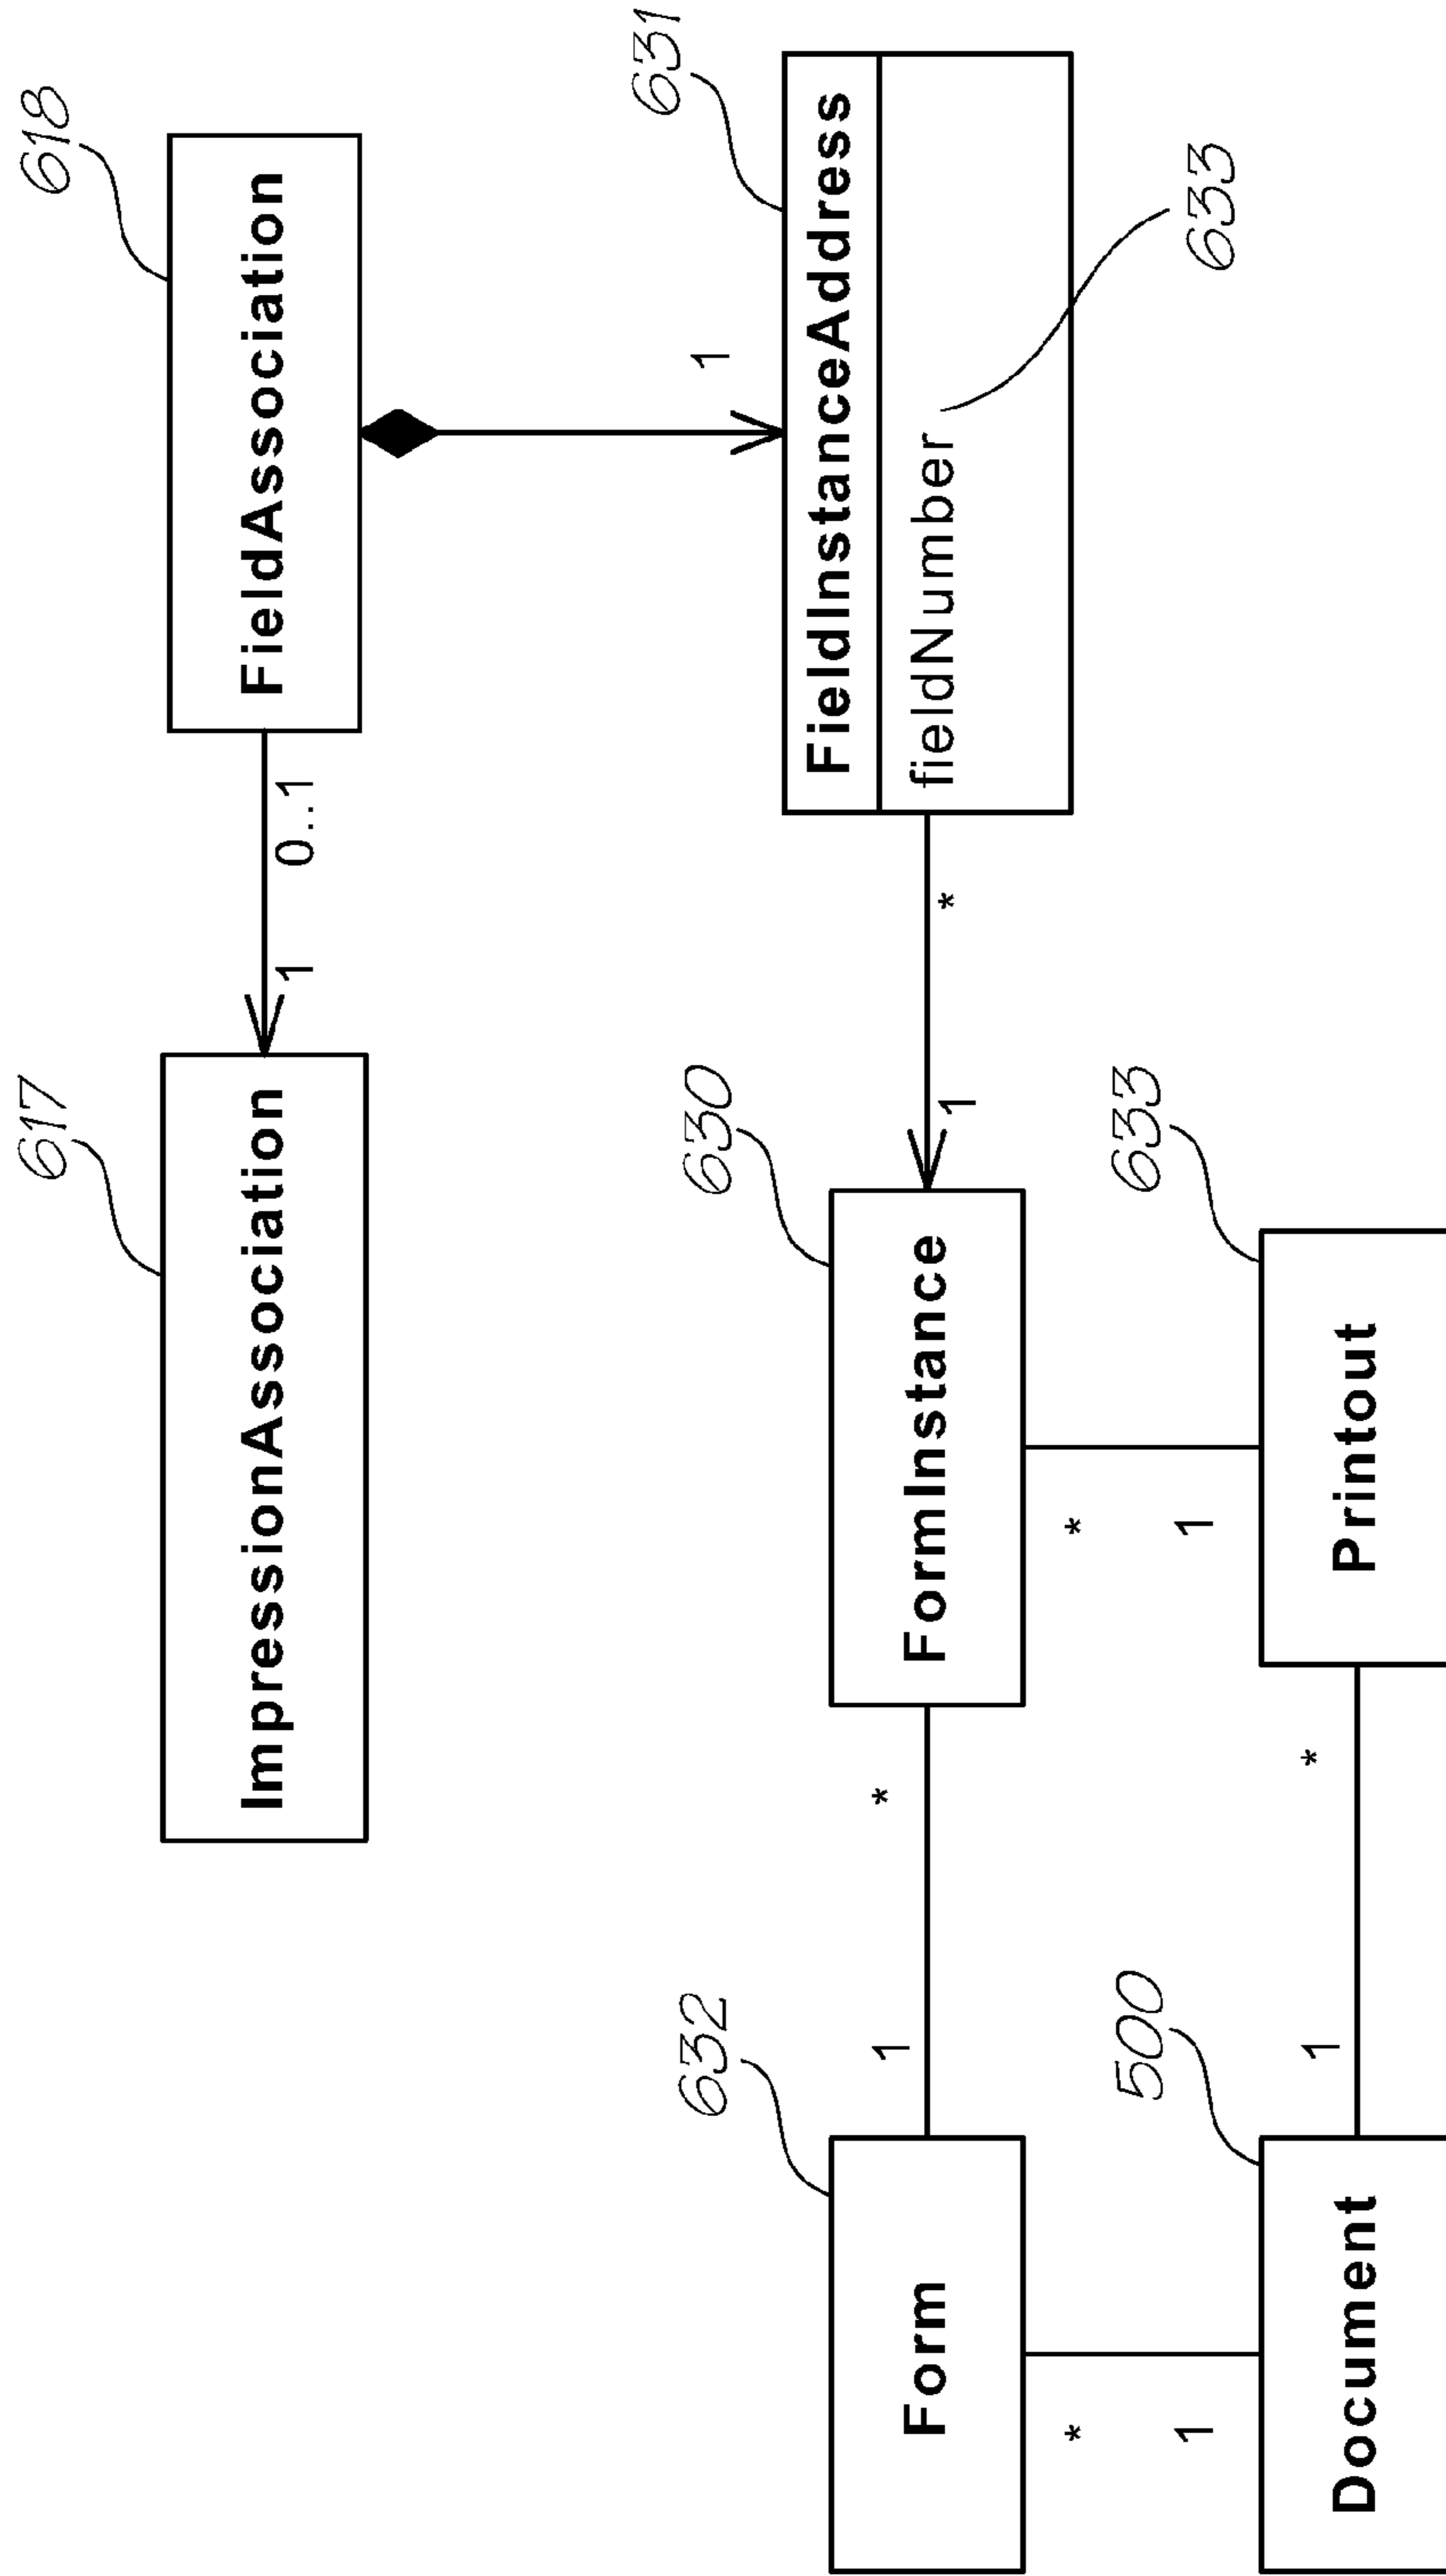 617
618
ImpressionAssociation
1
0..1
FieldAssociation
1
632
630
631
Form
1
*
FormInstance
1
*
FieldInstanceAddress
fieldNumber
633
*
1
*
1
500
633
Document
1
*
Printout